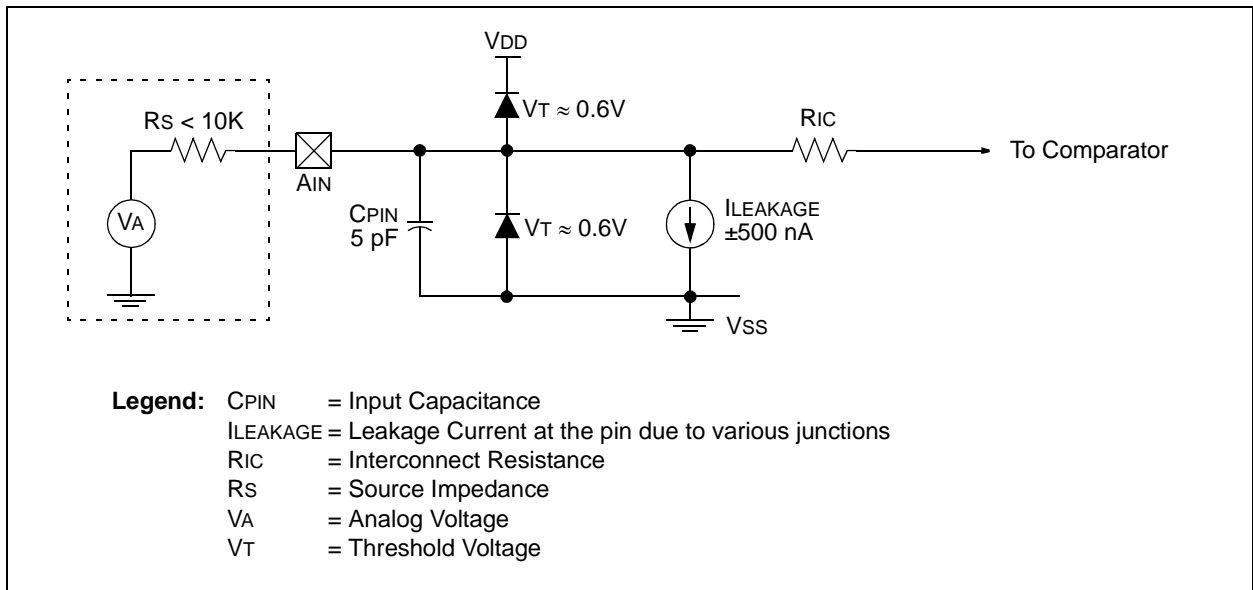 VDD
VT ≈ 0.6V
RS < 10K
RIC
To Comparator
AIN
VA
CPIN
5 pF
VT ≈ 0.6V
ILEAKAGE
±500 nA
VSS
Legend: CPIN = Input Capacitance
ILEAKAGE = Leakage Current at the pin due to various junctions
RIC = Interconnect Resistance
RS = Source Impedance
VA = Analog Voltage
VT = Threshold Voltage